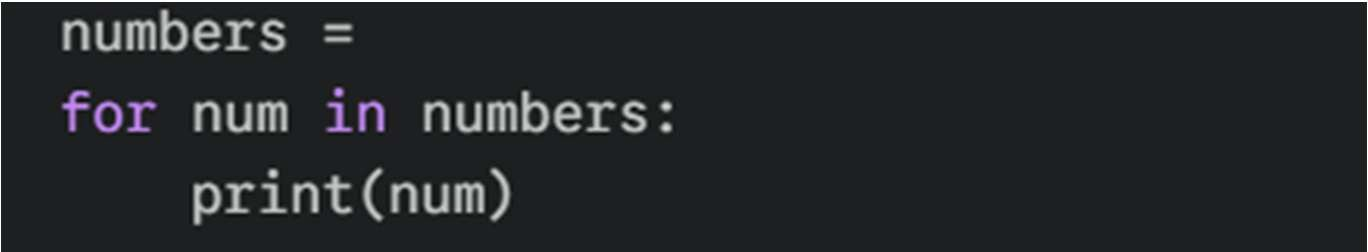 numbers =
for num in numbers:
    print(num)